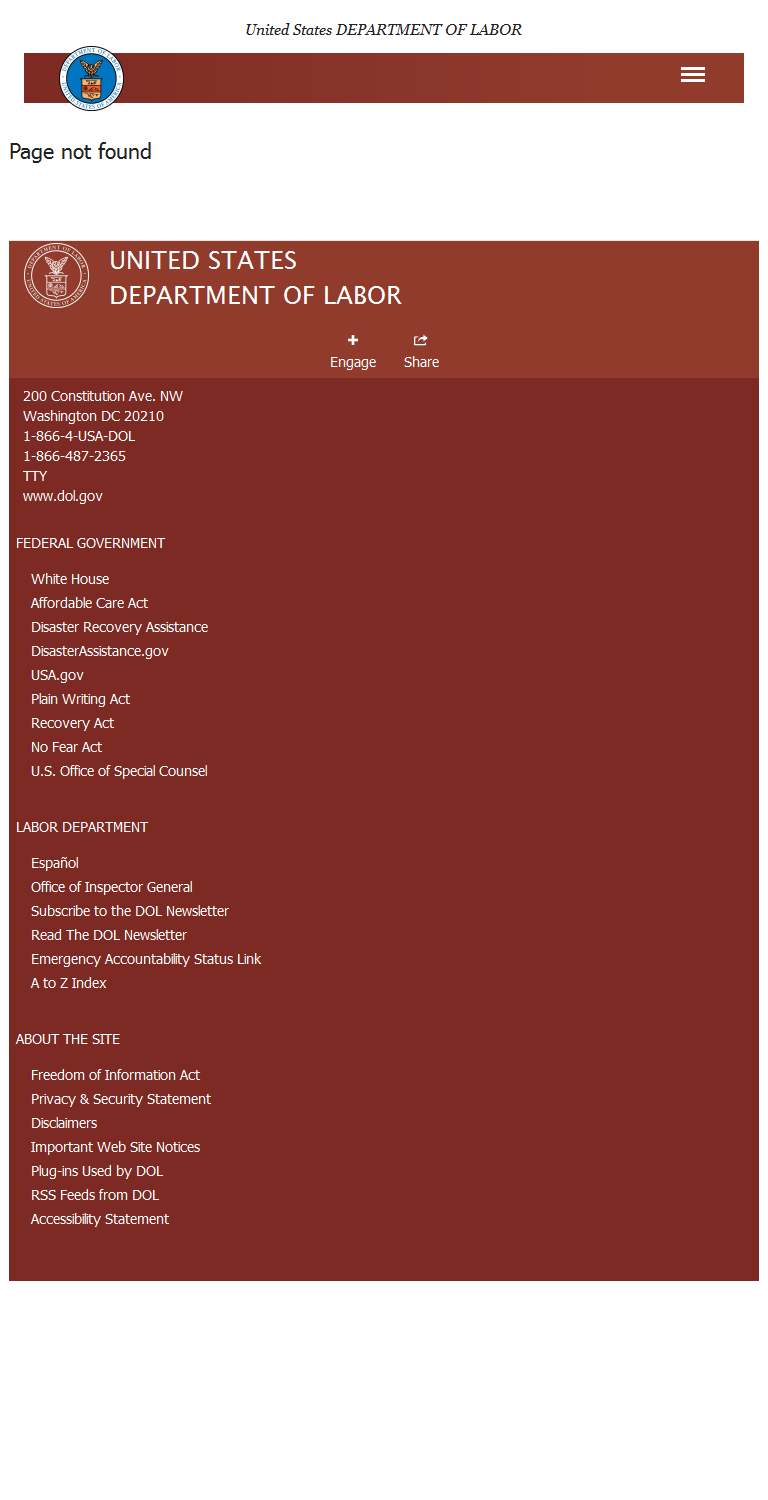 United States DEPARTMENT OF LABOR
Page not found
UNITED STATES
DEPARTMENT OF LABOR
Engage
Share
200 Constitution Ave. NW
Washington DC 20210
1-866-4-USA-DOL
1-866-487-2365
TTY
www.dol.gov
FEDERAL GOVERNMENT
White House
Affordable Care Act
Disaster Recovery Assistance
DisasterAssistance.gov
USA.gov
Plain Writing Act
Recovery Act
No Fear Act
U.S. Office of Special Counsel
LABOR DEPARTMENT
Español
Office of Inspector General
Subscribe to the DOL Newsletter
Read The DOL Newsletter
Emergency Accountability Status Link
A to Z Index
ABOUT THE SITE
Freedom of Information Act
Privacy & Security Statement
Disclaimers
Important Web Site Notices
Plug-ins Used by DOL
RSS Feeds from DOL
Accessibility Statement